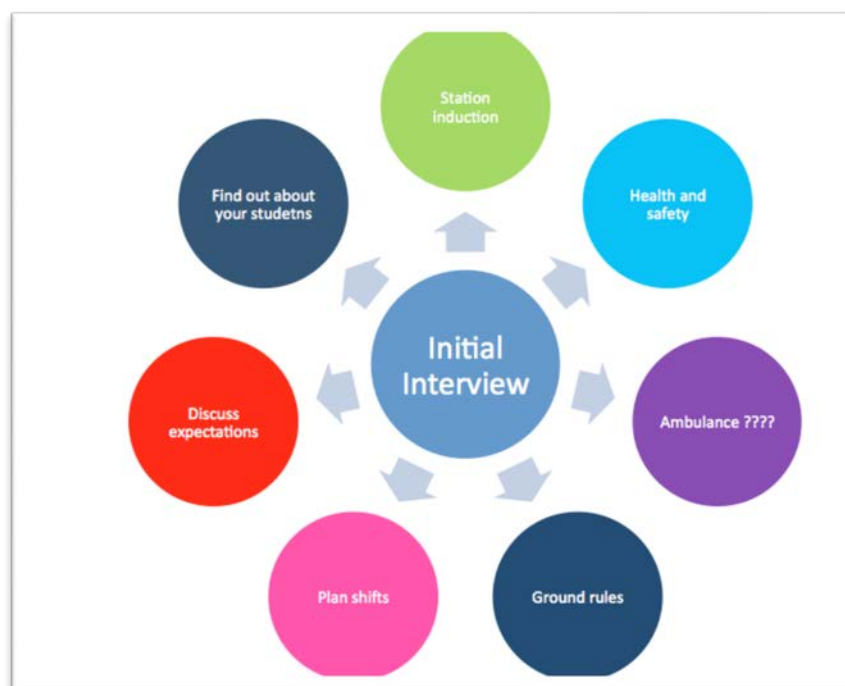 Station
induction
Health and
safety
Ambulance ????
Ground rules
Plan shifts
Discuss
expectations
Find out about
your studetns
Initial
Interview